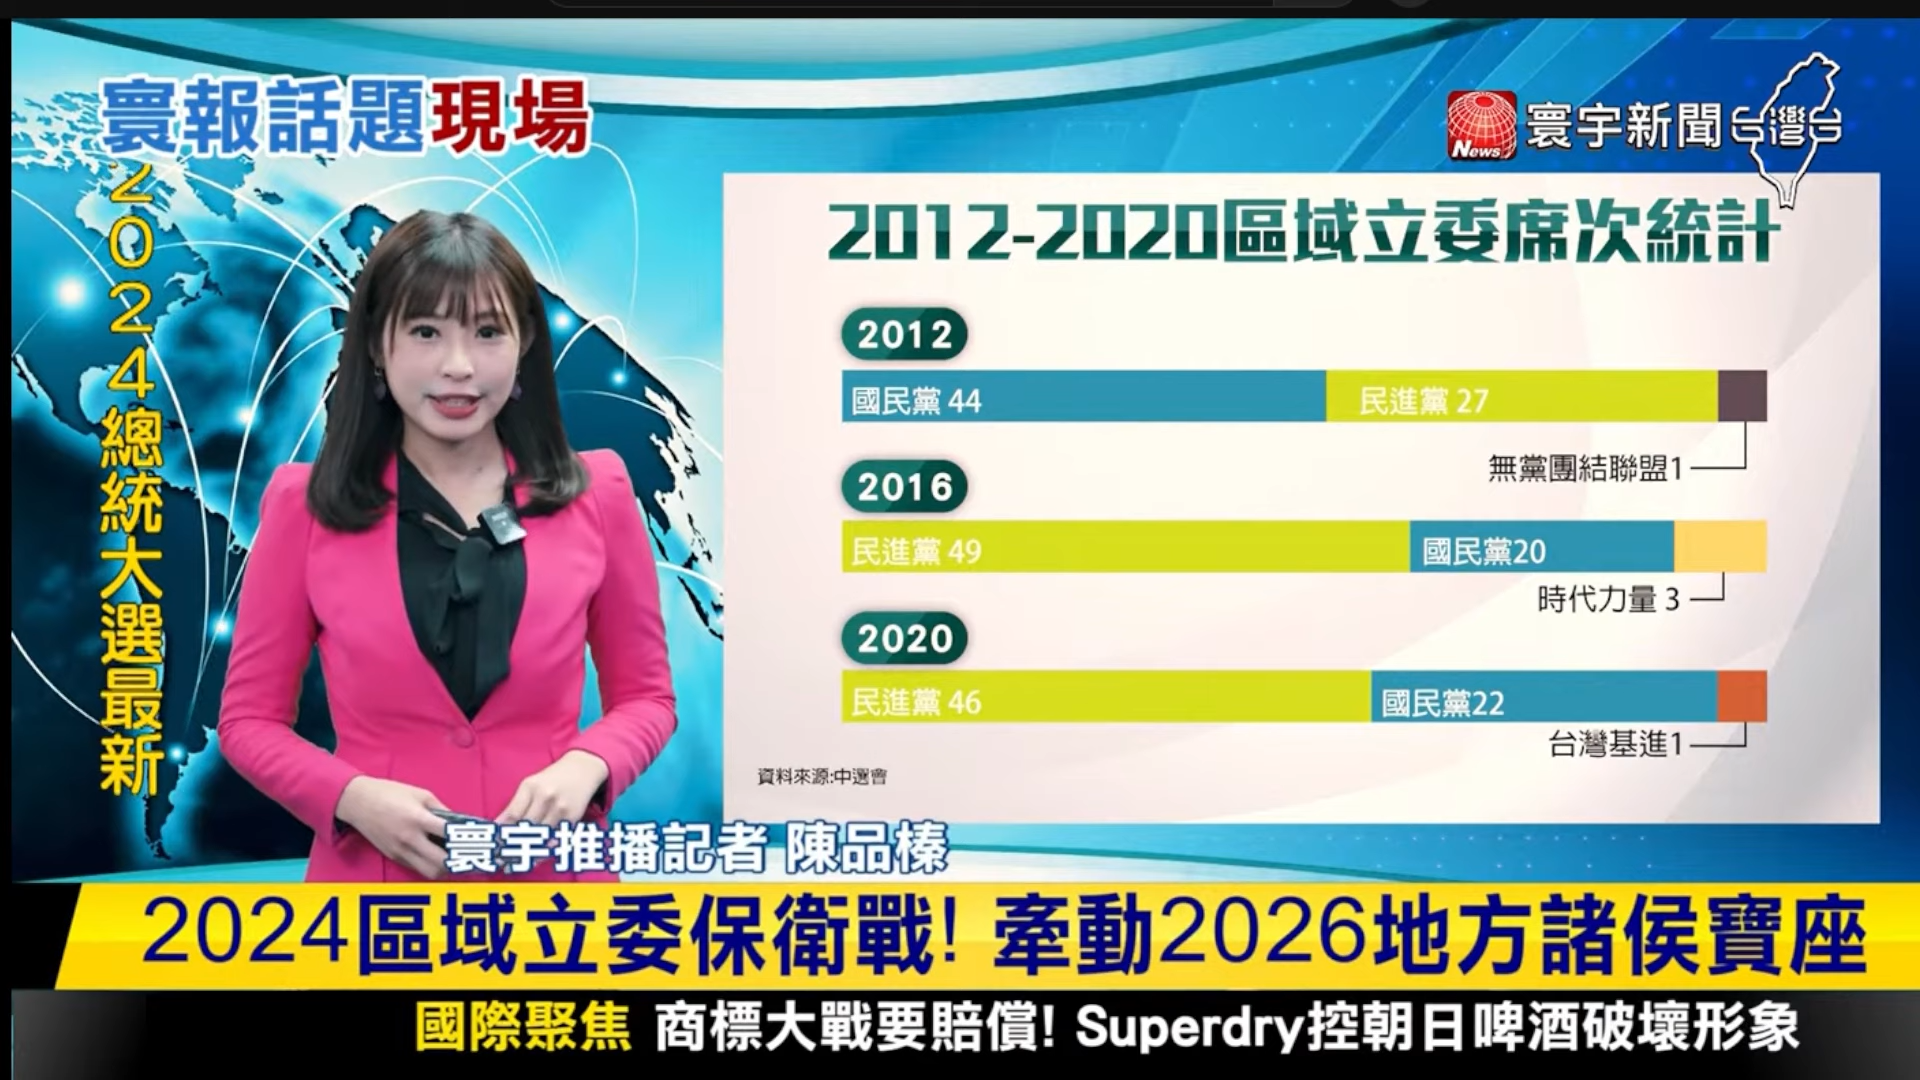 寰報話題現場
News
寰宇新聞台灣台
2024總統大選最新
2012-2020區域立委席次統計
2012
國民黨 44
民進黨 27
無黨團結聯盟1
2016
民進黨 49
國民黨20
時代力量 3
2020
民進黨 46
國民黨22
台灣基進1
資料來源:中選會
寰宇推播記者 陳品榛
2024區域立委保衛戰! 牽動2026地方諸侯寶座
國際聚焦 商標大戰要賠償! Superdry控朝日啤酒破壞形象